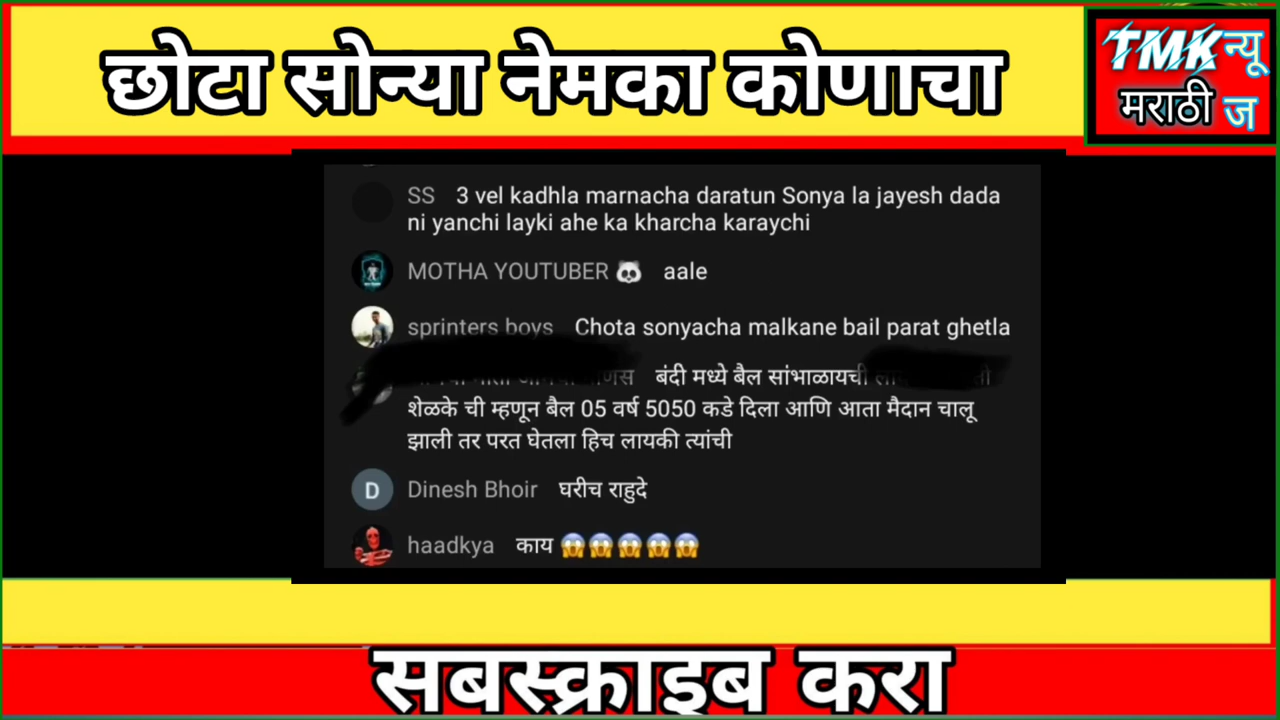 छोटा सोन्या नेमका कोणाचा
TMK न्यू
मराठी ज
SS 3 vel kadhla marnacha daratun Sonya la jayesh dada
ni yanchi layki ahe ka kharcha karaychi
MOTHA YOUTUBER 🐼 aale
sprinters boys Chota sonyacha malkane bail parat ghetla
बंदी मध्ये बैल सांभाळायची
शेळके ची म्हणून बैल 05 वर्ष 5050 कडे दिला आणि आता मैदान चालू
झाली तर परत घेतला हिच लायकी त्यांची
D Dinesh Bhoir घरीच राहुदे
haadkya काय 😱😱😱😱😱
सबस्क्राइब करा